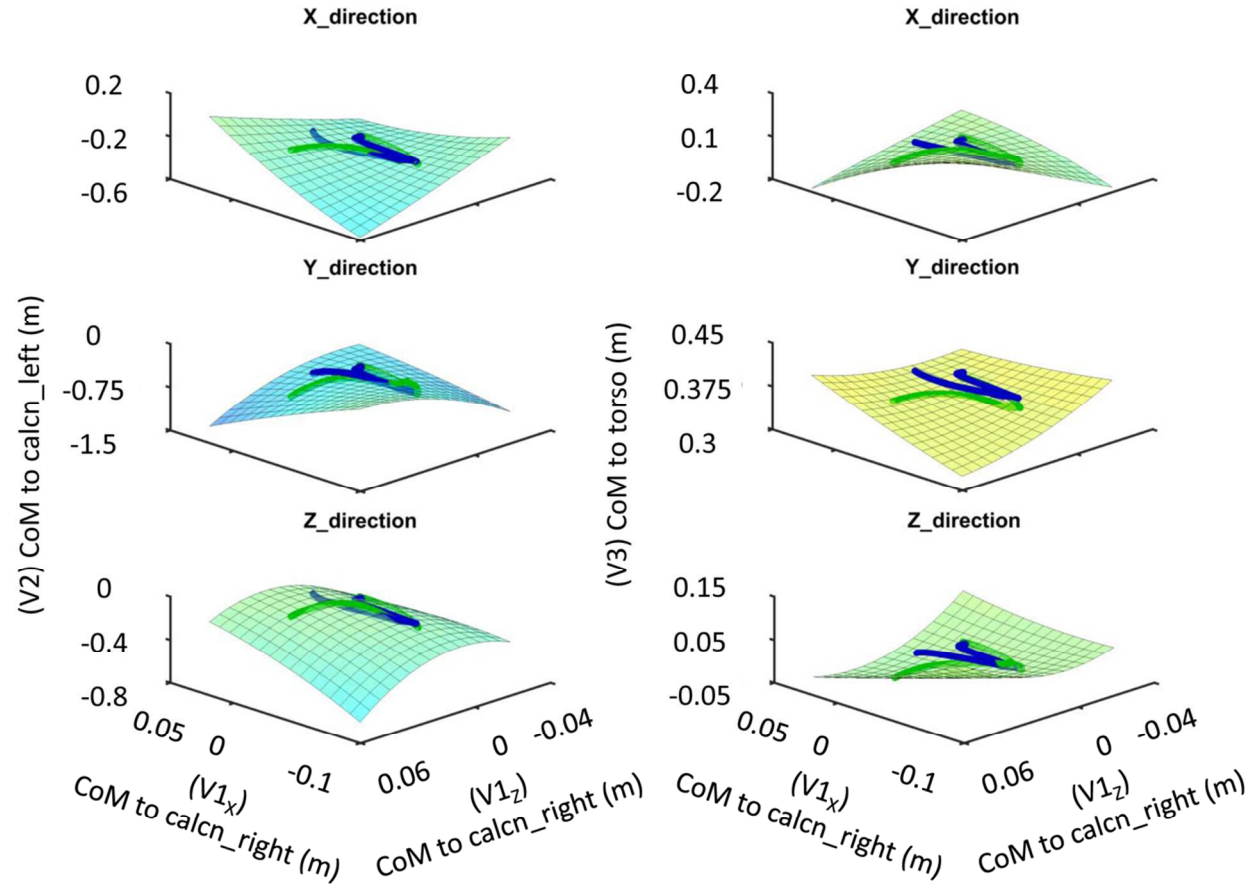 X_direction
0.2
-0.2
-0.6
Y_direction
0
-0.75
-1.5
Z_direction
0
-0.4
-0.8
(V2) CoM to calcn_left (m)
0.05
0
-0.1
(V1x)
CoM to calcn_right (m)
0.06
0
-0.04
(V1z)
CoM to calcn_right (m)
X_direction
0.4
0.1
-0.2
Y_direction
0.45
0.375
0.3
Z_direction
0.15
0.05
-0.05
(V3) CoM to torso (m)
0.05
0
-0.1
(V1x)
CoM to calcn_right (m)
0.06
0
-0.04
(V1z)
CoM to calcn_right (m)